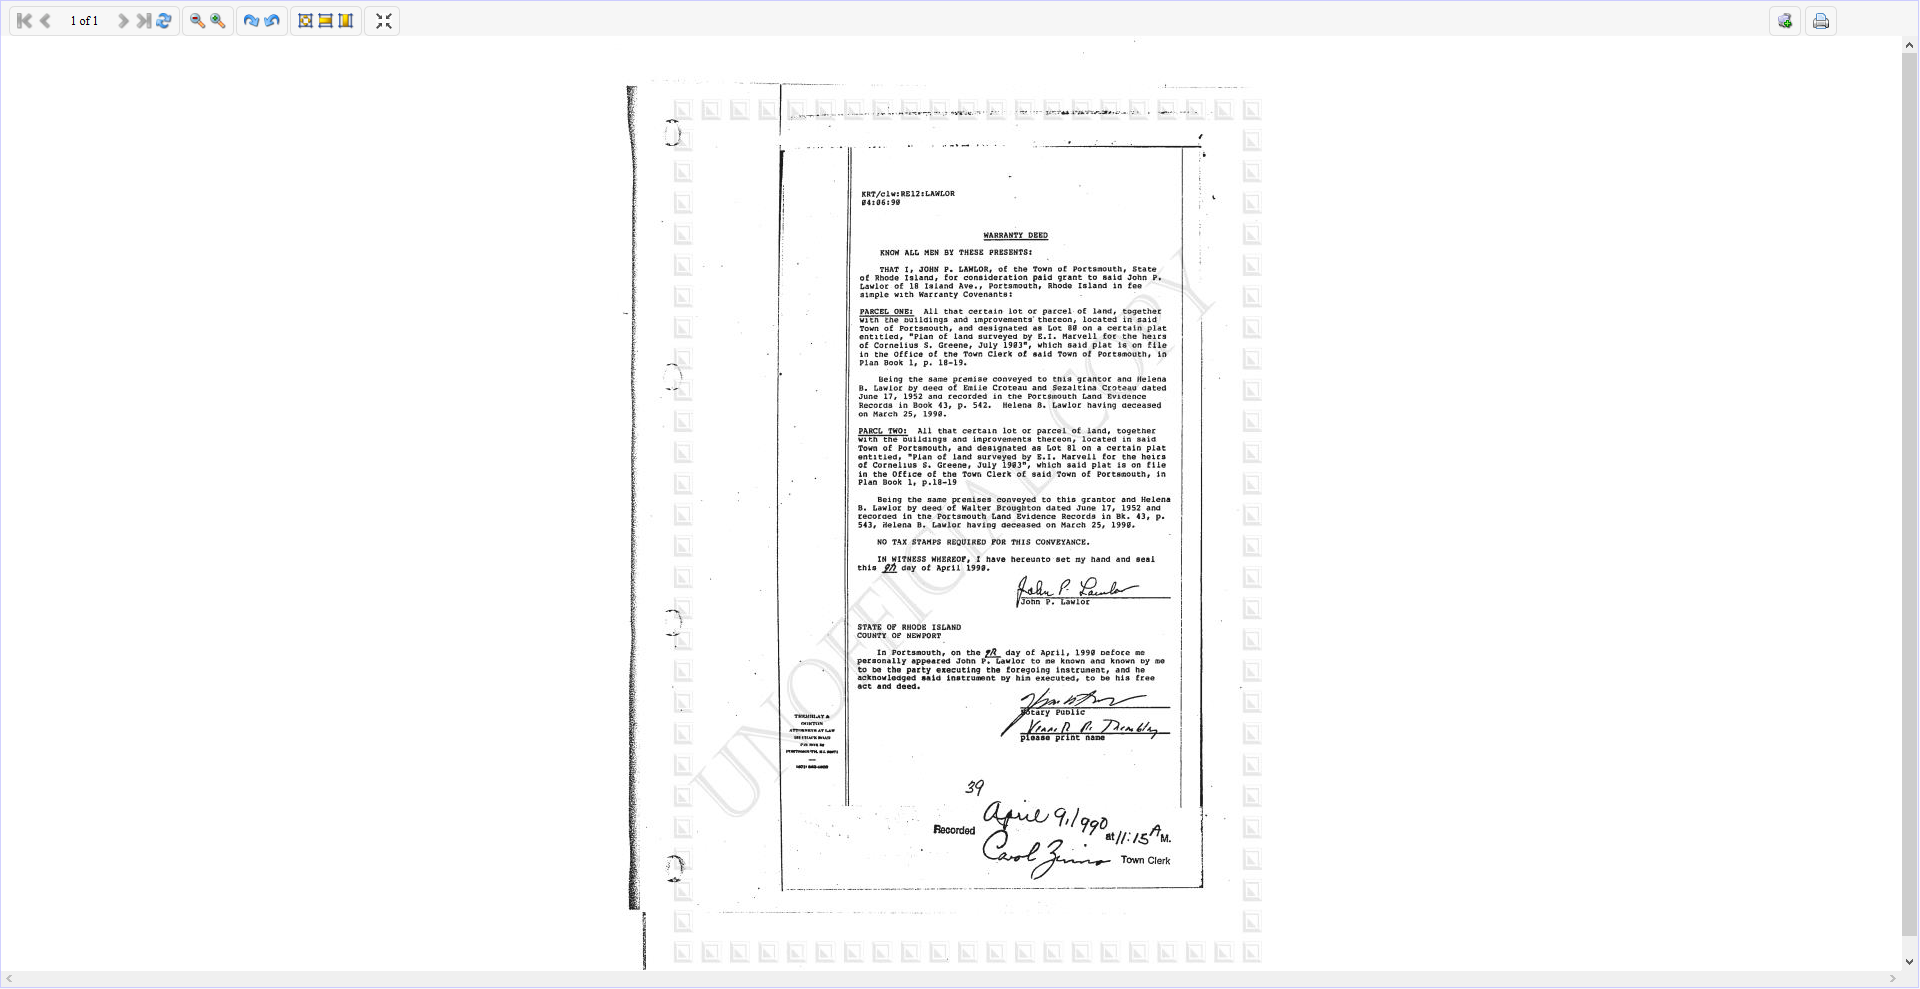 1 of 1
KRT/clw:RE12:LAWLOR
04:06:90
WARRANTY DEED
KNOW ALL MEN BY THESE PRESENTS:
THAT I, JOHN P. LAWLOR, of the Town of Portsmouth, State
of Rhode Island, for consideration paid grant to said John P.
Lawlor of 18 Island Ave., Portsmouth, Rhode Island in fee
simple with Warranty Covenants:
PARCEL ONE: All that certain lot or parcel of land, together
with the buildings and improvements thereon, located in said
Town of Portsmouth, and designated as Lot 80 on a certain plat
entitled, "Plan of land surveyed by E.I. Marvell for the heirs
of Cornelius S. Greene, July 1903", which said plat is on file
in the Office of the Town Clerk of said Town of Portsmouth, in
Plan Book 1, p. 18-19.
Being the same premise conveyed to this grantor and Helena
B. Lawlor by deed of Emile Croteau and Sezaltina Croteau dated
June 17, 1952 and recorded in the Portsmouth Land Evidence
Records in Book 43, p. 542. Helena B. Lawlor having deceased
on March 25, 1990.
PARCL TWO: All that certain lot or parcel of land, together
with the buildings and improvements thereon, located in said
Town of Portsmouth, and designated as Lot 81 on a certain plat
entitled, "Plan of land surveyed by E.I. Marvell for the heirs
of Cornelius S. Greene, July 1903", which said plat is on file
in the Office of the Town Clerk of said Town of Portsmouth, in
Plan Book 1, p.18-19
Being the same premises conveyed to this grantor and Helena
B. Lawlor by deed of Walter Broughton dated June 17, 1952 and
recorded in the Portsmouth Land Evidence Records in Bk. 43, p.
543, Helena B. Lawlor having deceased on March 25, 1990.
NO TAX STAMPS REQUIRED FOR THIS CONVEYANCE.
IN WITNESS WHEREOF, I have hereunto set my hand and seal
this 9th day of April 1990.
John P. Lawlor
John P. Lawlor
STATE OF RHODE ISLAND
COUNTY OF NEWPORT
In Portsmouth, on the 9th day of April, 1990 before me
personally appeared John P. Lawlor to me known and known by me
to be the party executing the foregoing instrument, and he
acknowledged said instrument by him executed, to be his free
act and deed.
Notary Public
Tremblay
please print name
TREMBLAY &
ATTORNEYS AT LAW
39
Recorded April 9, 1990 at 11:15 A M.
Carol Zinno Town Clerk
UNOFFICIAL COPY